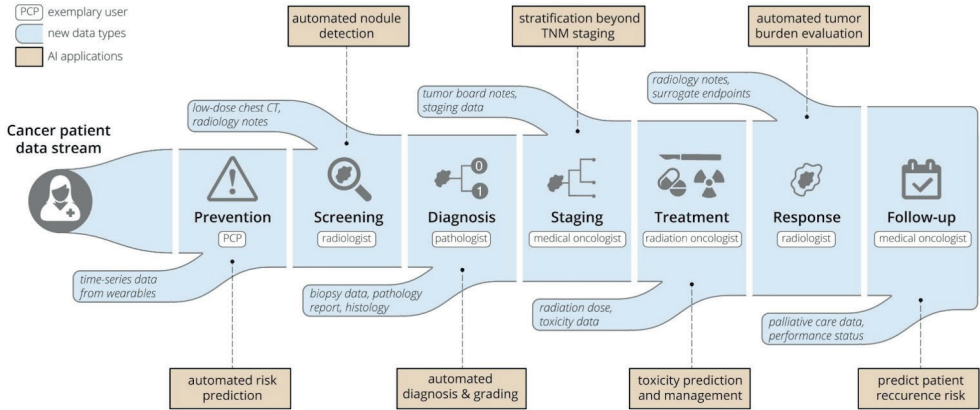 PCP exemplary user
new data types
AI applications
automated nodule
detection
stratification beyond
TNM staging
automated tumor
burden evaluation
low-dose chest CT,
radiology notes
tumor board notes,
staging data
radiology notes,
surrogate endpoints
Cancer patient
data stream
0
1
Prevention
Screening
Diagnosis
Staging
Treatment
Response
Follow-up
PCP
radiologist
pathologist
medical oncologist
radiation oncologist
radiologist
medical oncologist
time-series data
from wearables
biopsy data, pathology
report, histology
radiation dose,
toxicity data
palliative care data,
performance status
automated risk
prediction
automated
diagnosis & grading
toxicity prediction
and management
predict patient
reccurence risk